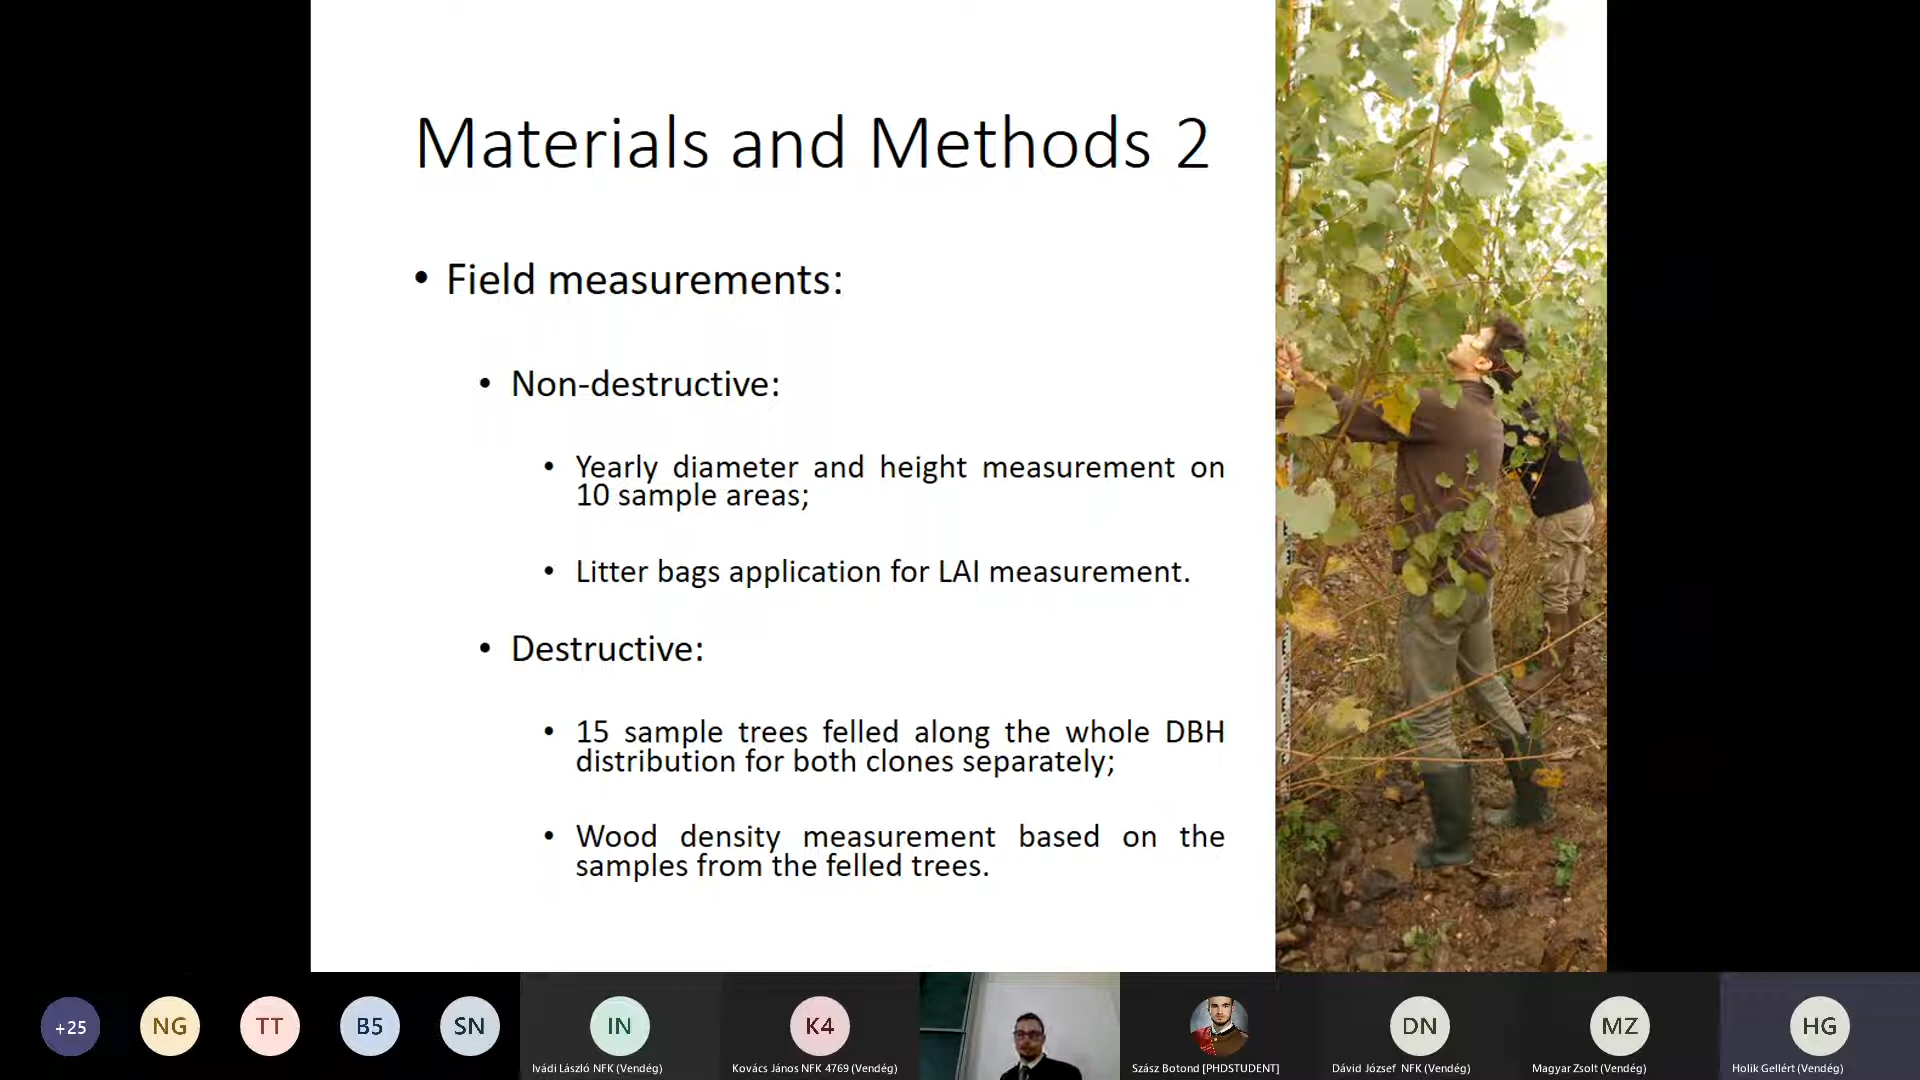 Materials and Methods 2
• Field measurements:
• Non-destructive:
• Yearly diameter and height measurement on
10 sample areas;
• Litter bags application for LAI measurement.
• Destructive:
• 15 sample trees felled along the whole DBH
distribution for both clones separately;
• Wood density measurement based on the
samples from the felled trees.
+25
NG
TT
B5
SN
IN
K4
DN
MZ
HG
Ivádi László NFK (Vendég)
Kovács János NFK 4769 (Vendég)
Szász Botond [PHDSTUDENT]
Dávid József NFK (Vendég)
Magyar Zsolt (Vendég)
Holik Gellért (Vendég)